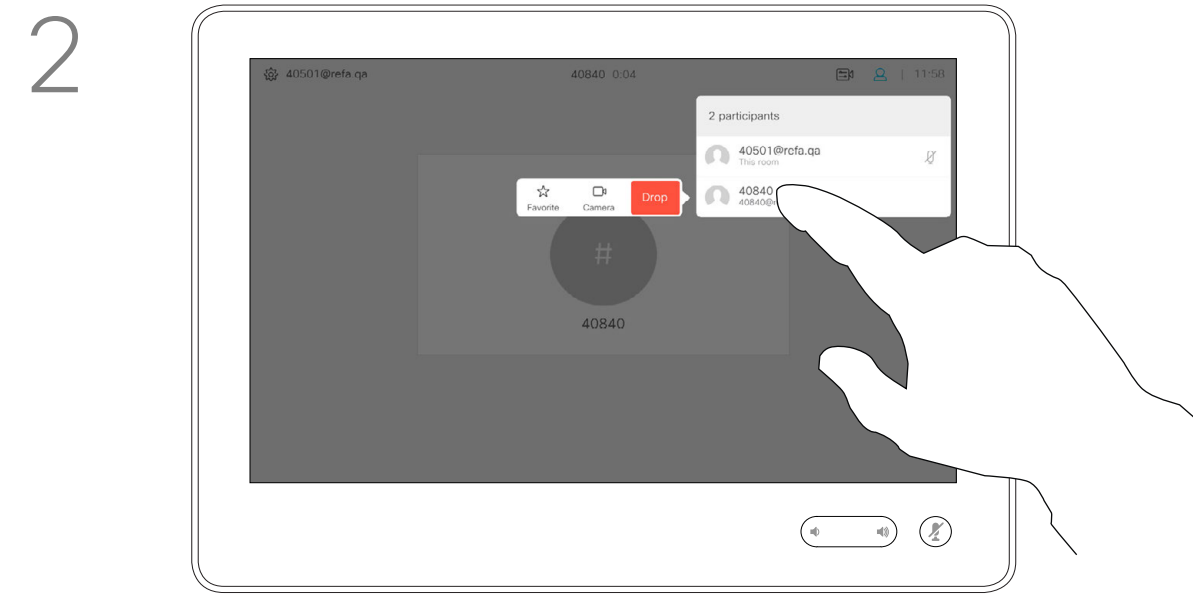 2
40501@refa.qa 40840 0:04 | 11:58
2 participants
40501@refa.qa
This room
40840
40840@r
Favorite Camera Drop
#
40840